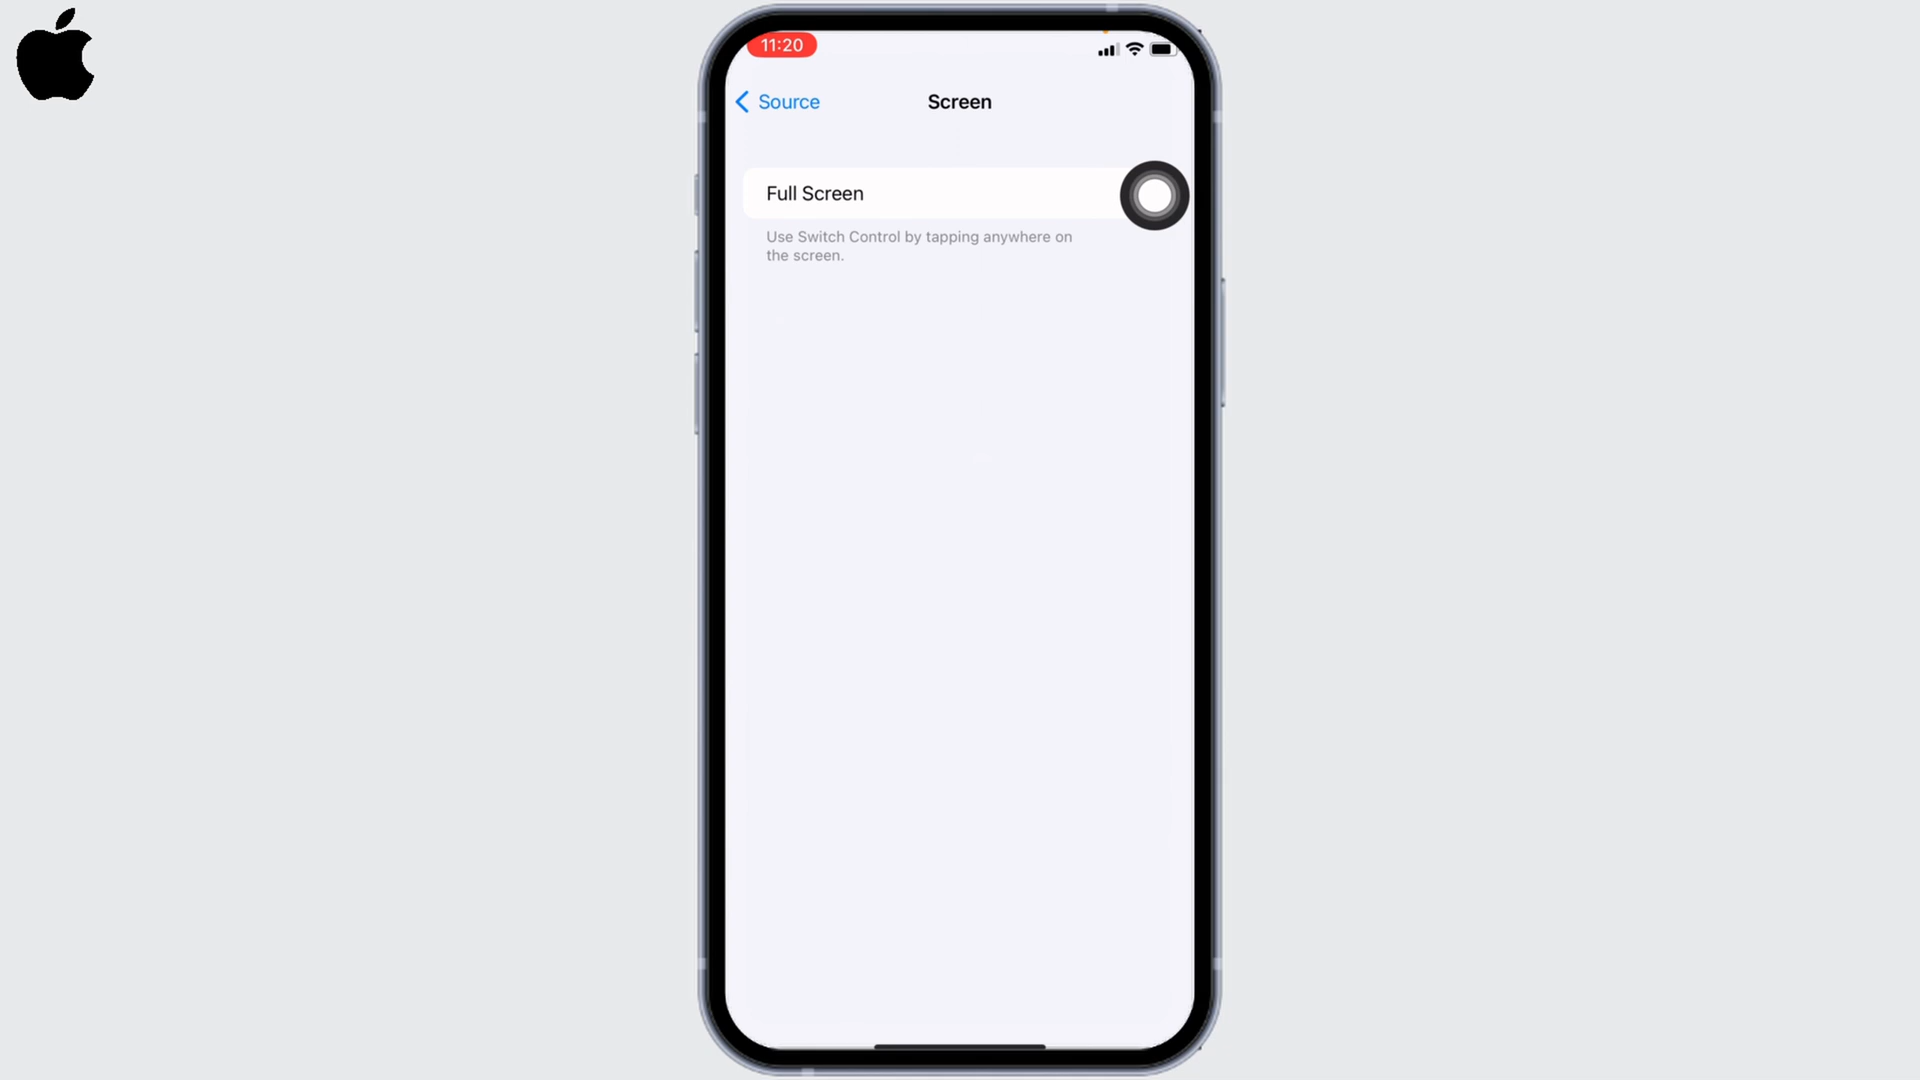 11:20
Source
Screen
Full Screen
Use Switch Control by tapping anywhere on
the screen.